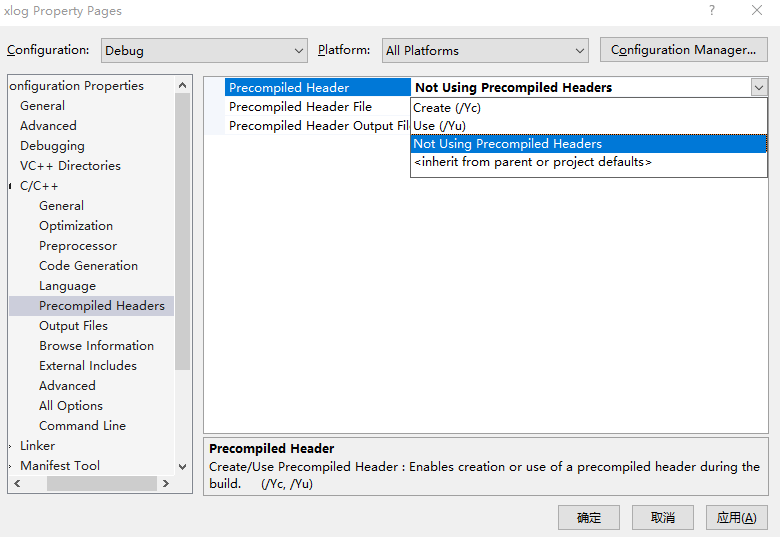 xlog Property Pages
Configuration: Debug Platform: All Platforms Configuration Manager...
onfiguration Properties
General
Advanced
Debugging
VC++ Directories
C/C++
General
Optimization
Preprocessor
Code Generation
Language
Precompiled Headers
Output Files
Browse Information
External Includes
Advanced
All Options
Command Line
Linker
Manifest Tool
Precompiled Header Not Using Precompiled Headers
Precompiled Header File
Precompiled Header Output Fil
Create (/Yc)
Use (/Yu)
Not Using Precompiled Headers
<inherit from parent or project defaults>
Precompiled Header
Create/Use Precompiled Header : Enables creation or use of a precompiled header during the
build. (/Yc, /Yu)
确定 取消 应用(A)